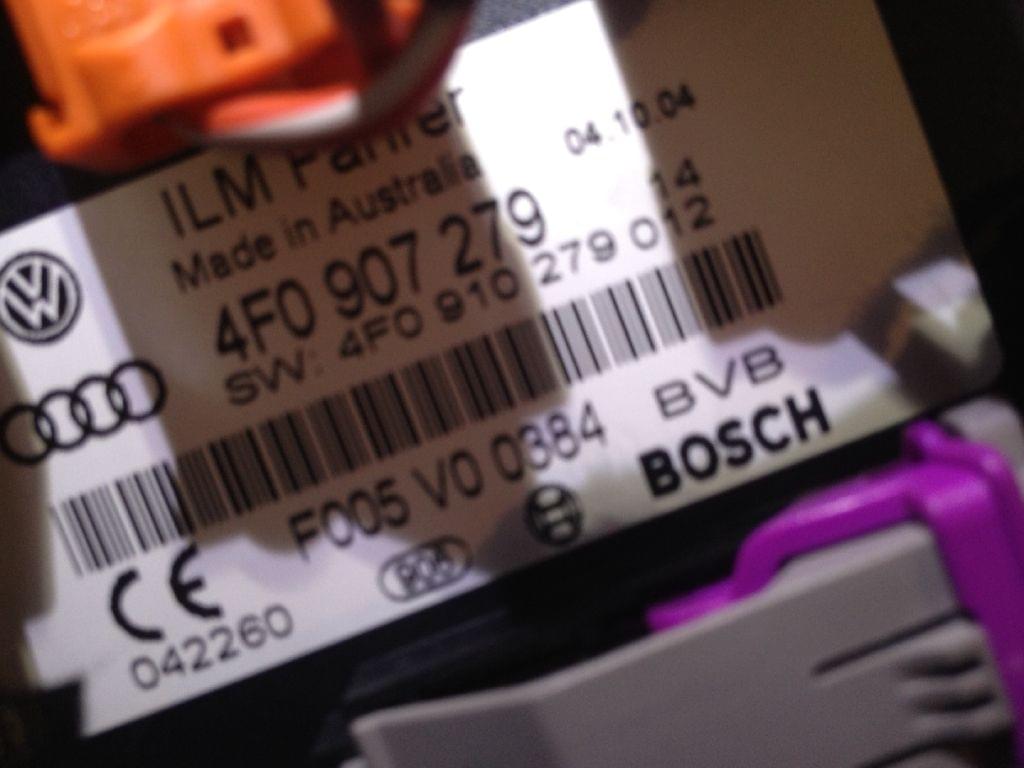 ILM Fahrer
04.10.04
Made in Australia
4F0 907 279
14
SW: 4F0 910 279 012
F005 V0 0384
BVB
BOSCH
CE
042260